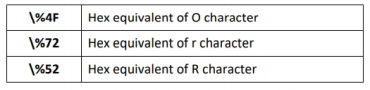 \%4F Hex equivalent of O character
\%72 Hex equivalent of r character
\%52 Hex equivalent of R character